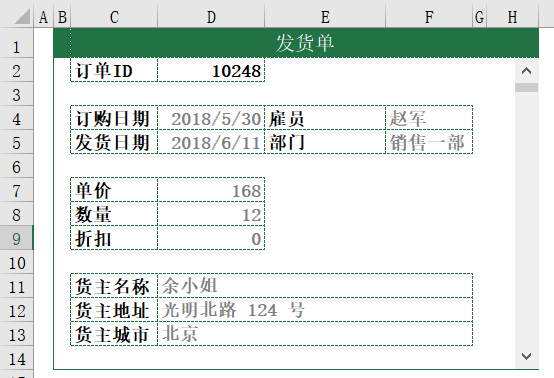 A B C D E F G H
1 发货单
2 订单ID 10248
3
4 订购日期 2018/5/30 雇员 赵军
5 发货日期 2018/6/11 部门 销售一部
6
7 单价 168
8 数量 12
9 折扣 0
10
11 货主名称 余小姐
12 货主地址 光明北路 124 号
13 货主城市 北京
14